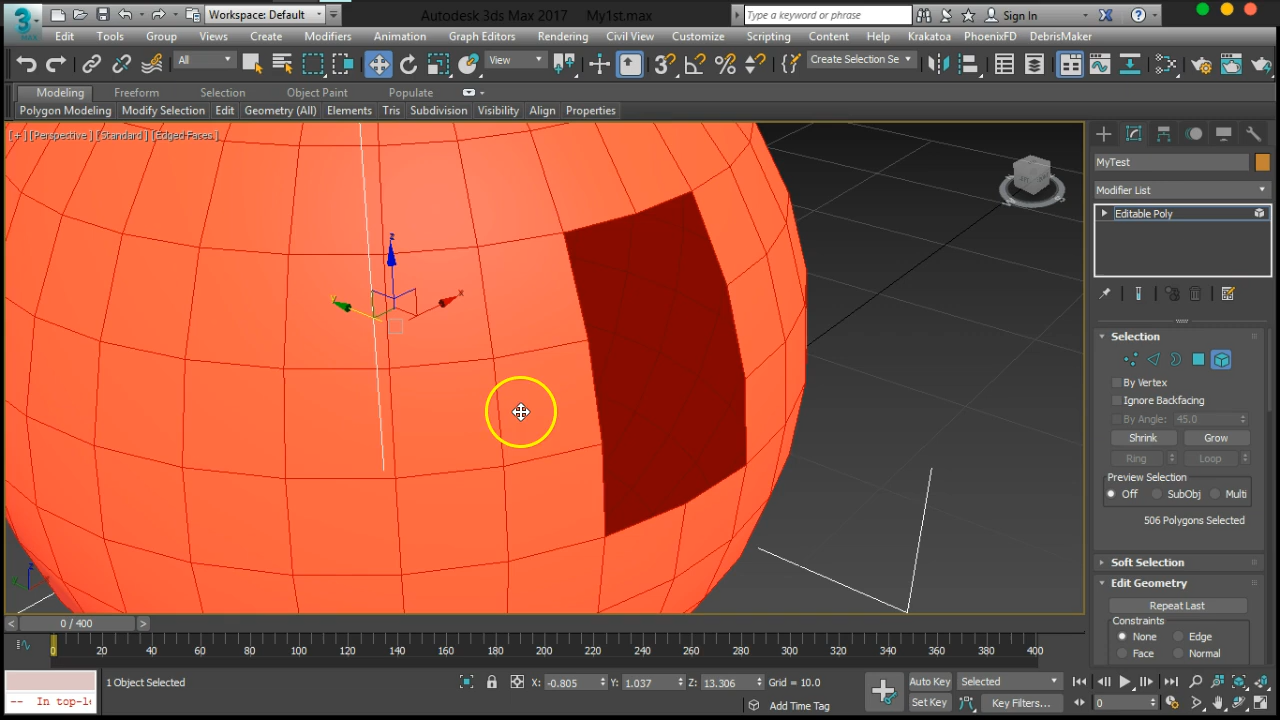 Workspace: Default
Autodesk 3ds Max 2017 My1st.max
Type a keyword or phrase
Sign In
MAX
Edit Tools Group Views Create Modifiers Animation Graph Editors Rendering Civil View Customize Scripting Content Help Krakatoa PhoenixFD DebrisMaker
All
View
Create Selection Se
Modeling Freeform Selection Object Paint Populate
Polygon Modeling Modify Selection Edit Geometry (All) Elements Tris Subdivision Visibility Align Properties
[+] [Perspective] [Standard] [Edged Faces]
z
x
MyTest
Modifier List
Editable Poly
Selection
By Vertex
Ignore Backfacing
By Angle: 45.0
Shrink Grow
Ring Loop
Preview Selection
Off SubObj Multi
506 Polygons Selected
Soft Selection
Edit Geometry
Repeat Last
Constraints
None Edge
Face Normal
0 / 400
0 20 40 60 80 100 120 140 160 180 200 220 240 260 280 300 320 340 360 380 400
1 Object Selected
X: -0.805 Y: 1.037 Z: 13.306 Grid = 10.0
Auto Key Selected
-- In top-le
Add Time Tag
Set Key Key Filters...
0